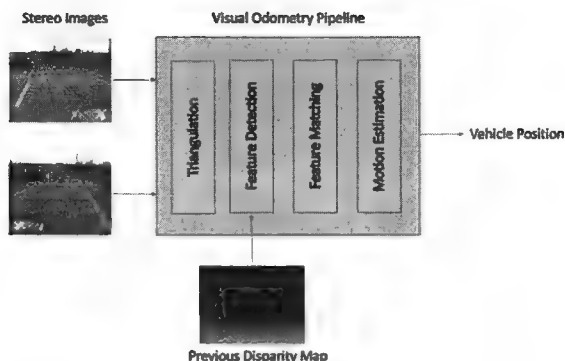 Stereo Images
Visual Odometry Pipeline
Triangulation
Feature Detection
Feature Matching
Motion Estimation
Vehicle Position
Previous Disparity Map